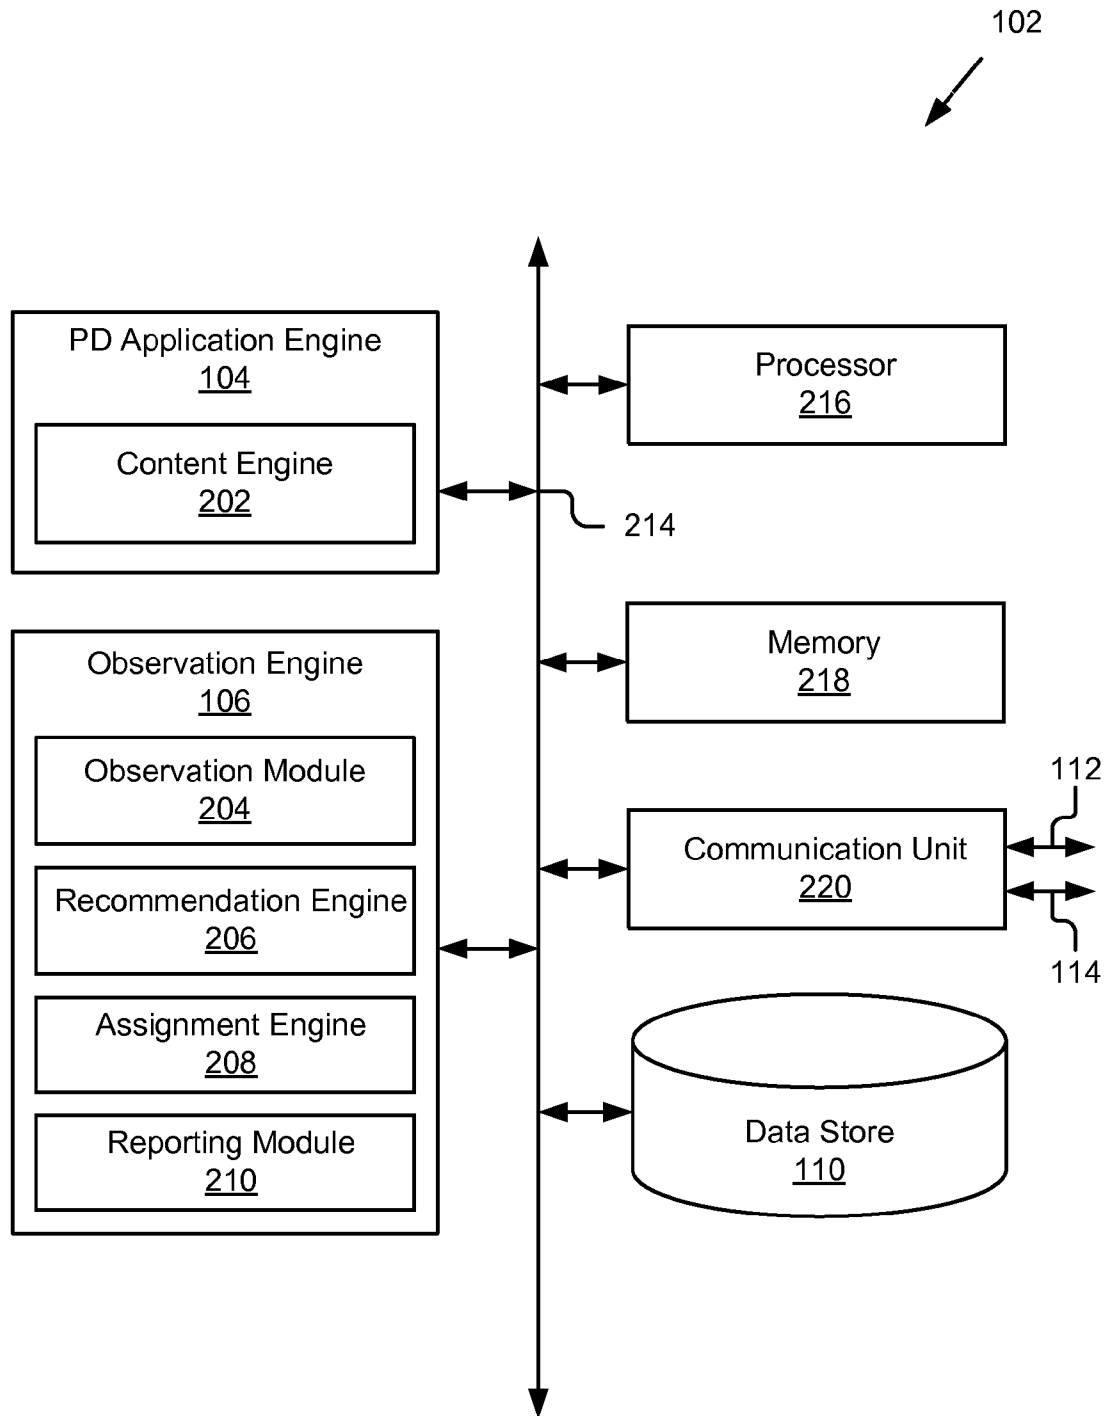 102
PD Application Engine
104
Content Engine
202
Processor
216
214
Observation Engine
106
Observation Module
204
Recommendation Engine
206
Assignment Engine
208
Reporting Module
210
Memory
218
112
Communication Unit
220
114
Data Store
110